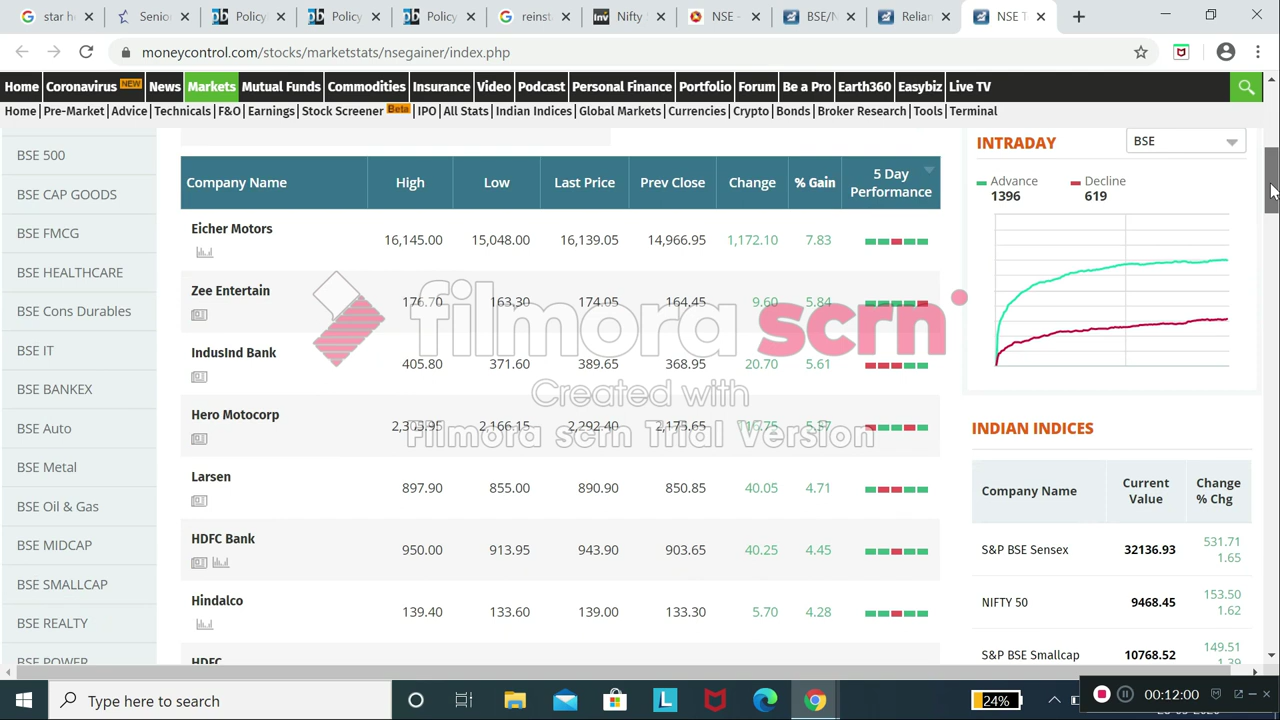 star h
Senio
Policy
Policy
Policy
reinst
Nifty
NSE -
BSE/N
Relian
NSE T
moneycontrol.com/stocks/marketstats/nsegainer/index.php
Home Coronavirus NEW News Markets Mutual Funds Commodities Insurance Video Podcast Personal Finance Portfolio Forum Be a Pro Earth360 Easybiz Live TV
Home Pre-Market Advice Technicals F&O Earnings Stock Screener Beta IPO All Stats Indian Indices Global Markets Currencies Crypto Bonds Broker Research Tools Terminal
BSE 500
BSE CAP GOODS
BSE FMCG
BSE HEALTHCARE
BSE Cons Durables
BSE IT
BSE BANKEX
BSE Auto
BSE Metal
BSE Oil & Gas
BSE MIDCAP
BSE SMALLCAP
BSE REALTY
BSE POWER
Company Name High Low Last Price Prev Close Change % Gain 5 Day Performance
Eicher Motors 16,145.00 15,048.00 16,139.05 14,966.95 1,172.10 7.83
Zee Entertain 176.70 163.30 174.05 164.45 9.60 5.84
IndusInd Bank 405.80 371.60 389.65 368.95 20.70 5.61
Hero Motocorp 2,166.15 2,292.40
Larsen 897.90 855.00 890.90 850.85 40.05 4.71
HDFC Bank 950.00 913.95 943.90 903.65 40.25 4.45
Hindalco 139.40 133.60 139.00 133.30 5.70 4.28
HDFC
filmora scrn
Created with
Filmora scrn Trial Version
INTRADAY
BSE
Advance
1396
Decline
619
INDIAN INDICES
Company Name Current Value Change % Chg
S&P BSE Sensex 32136.93 531.71 1.65
NIFTY 50 9468.45 153.50 1.62
S&P BSE Smallcap 10768.52 149.51 1.39
Type here to search
24%
00:12:00